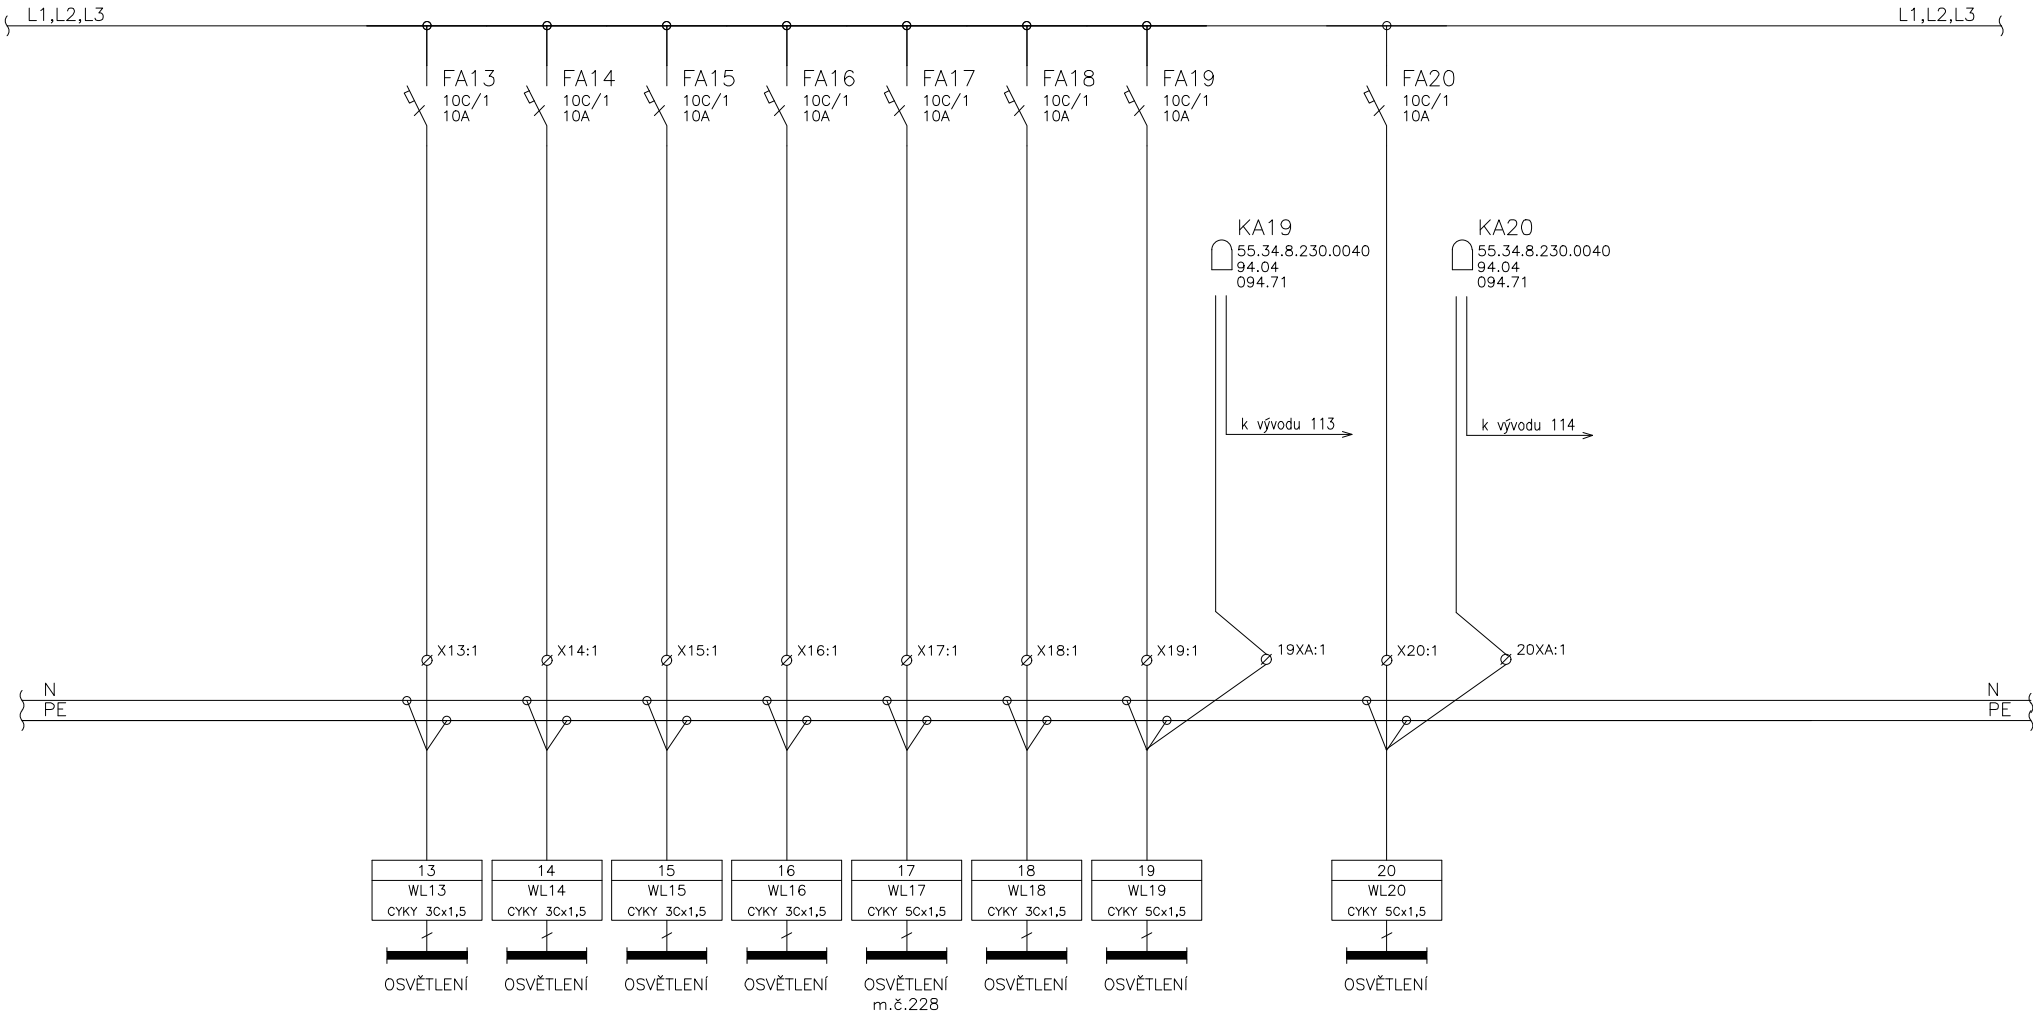 L1,L2,L3
L1,L2,L3
FA13
10C/1
10A
FA14
10C/1
10A
FA15
10C/1
10A
FA16
10C/1
10A
FA17
10C/1
10A
FA18
10C/1
10A
FA19
10C/1
10A
FA20
10C/1
10A
KA19
55.34.8.230.0040
94.04
094.71
KA20
55.34.8.230.0040
94.04
094.71
k vývodu 113
k vývodu 114
X13:1
X14:1
X15:1
X16:1
X17:1
X18:1
X19:1
19XA:1
X20:1
20XA:1
N
N
PE
PE
13
WL13
CYKY 3Cx1,5
14
WL14
CYKY 3Cx1,5
15
WL15
CYKY 3Cx1,5
16
WL16
CYKY 3Cx1,5
17
WL17
CYKY 5Cx1,5
18
WL18
CYKY 3Cx1,5
19
WL19
CYKY 5Cx1,5
20
WL20
CYKY 5Cx1,5
OSVĚTLENÍ
OSVĚTLENÍ
OSVĚTLENÍ
OSVĚTLENÍ
OSVĚTLENÍ
m.č.228
OSVĚTLENÍ
OSVĚTLENÍ
OSVĚTLENÍ